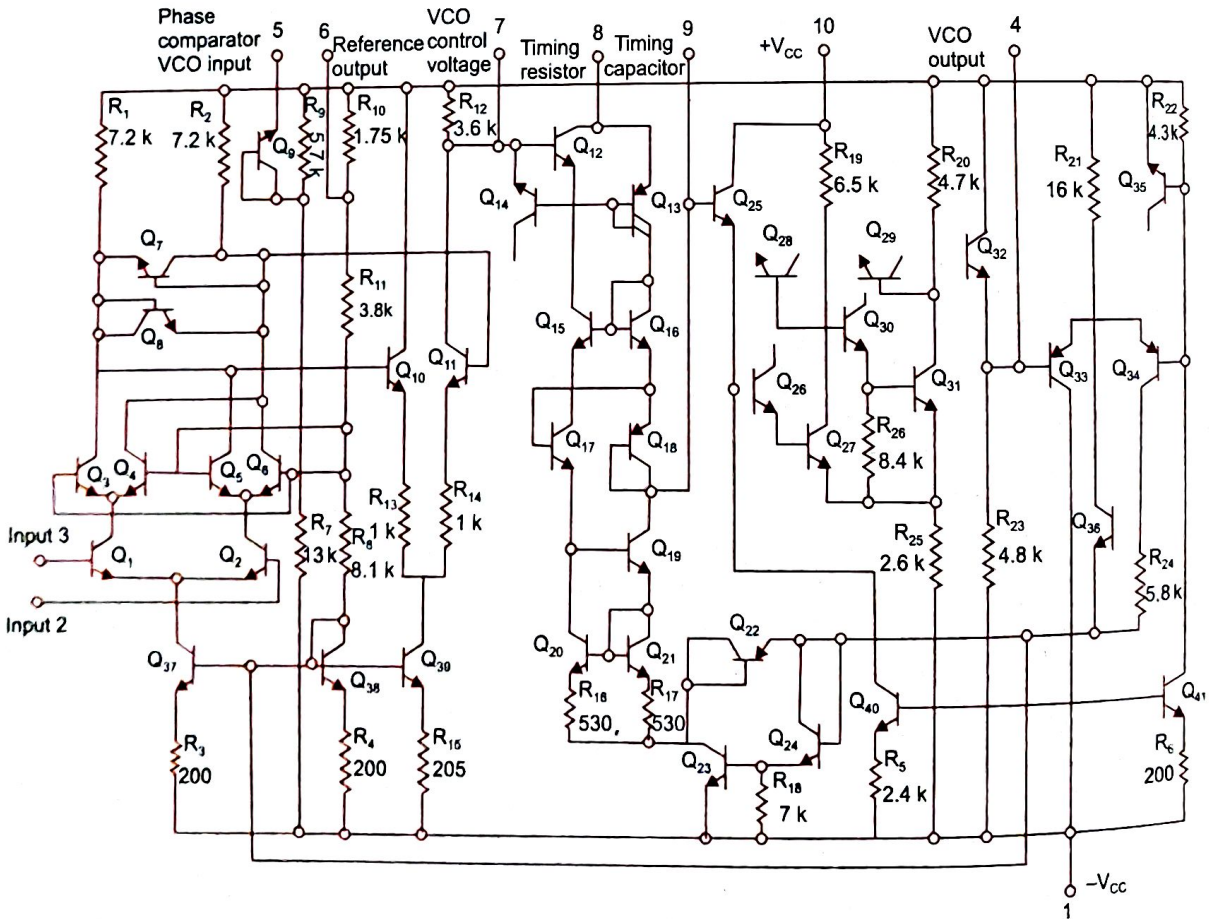 Phase
comparator
VCO input
5
6
Reference
output
VCO
control
voltage
7
Timing
resistor
8
Timing
capacitor
9
10
+VCC
VCO
output
4
R1
7.2 k
R2
7.2 k
Q9
R9
5.7 k
R10
1.75 k
R12
3.6 k
Q12
Q14
Q13
Q25
R19
6.5 k
R20
4.7 k
R21
16 k
R22
4.3k
Q35
Q7
Q8
R11
3.8k
Q28
Q29
Q32
Q15
Q16
Q30
Q10
Q11
Q26
Q31
Q33
Q34
Q3
Q4
Q5
Q6
Q17
Q18
Q27
R26
8.4 k
R13
1 k
R14
1 k
R7
13 k
R8
8.1 k
Input 3
Q1
Q2
Input 2
Q19
R25
2.6 k
R23
4.8 k
Q36
R24
5.8 k
Q37
Q38
Q39
Q20
Q21
Q22
R16
530,
R17
530
Q40
Q41
R3
200
R4
200
R15
205
Q23
Q24
R18
7 k
R5
2.4 k
R6
200
–VCC
1